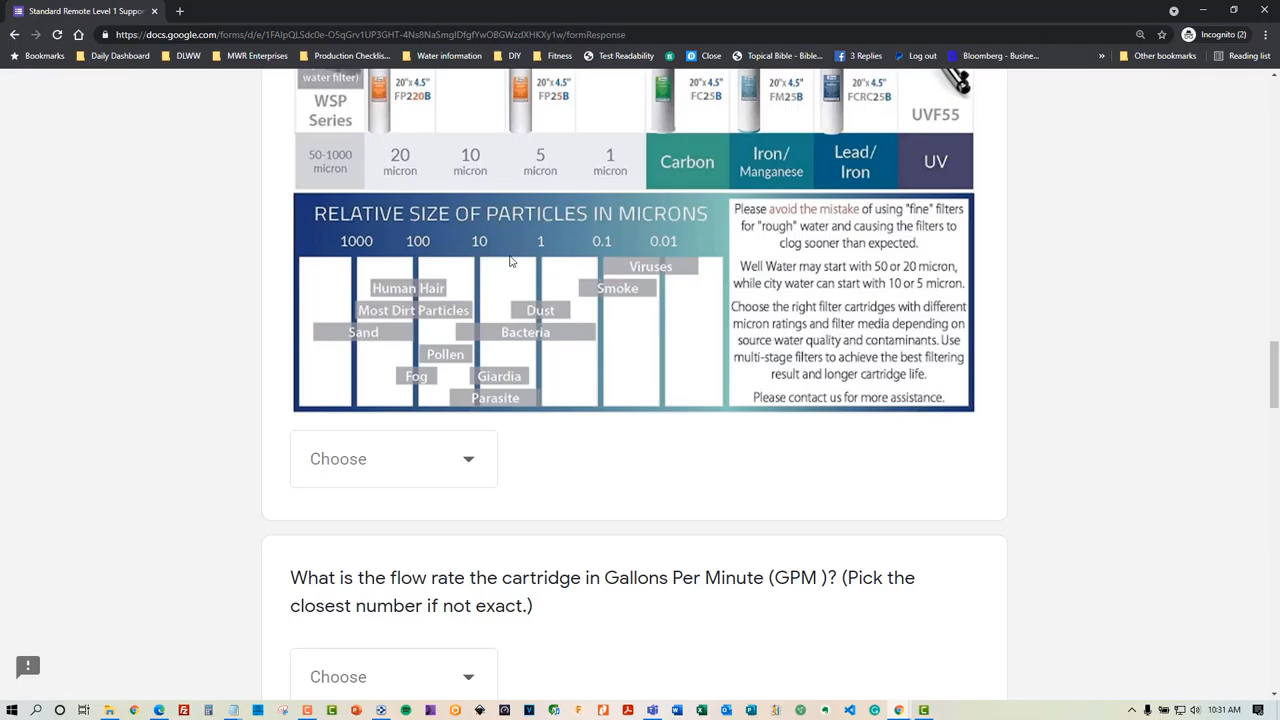 Standard Remote Level 1 Suppor
https://docs.google.com/forms/d/e/1FAIpQLSdc0e-O5qGrv1UP3GHT-4Ns8NaSmgIDfgfYwOBGWzdXHKXy1w/formResponse
Incognito (2)
Bookmarks
Daily Dashboard
DLWW
MWR Enterprises
Production Checklist-...
Water information
DIY
Fitness
Test Readability
Close
Topical Bible - Bible...
3 Replies
Log out
Bloomberg - Busine...
»
Other bookmarks
Reading list
water filter)
WSP
Series
20"x 4.5"
FP220B
20"x 4.5"
FP25B
20"x 4.5"
FC25B
20"x 4.5"
FM25B
20"x 4.5"
FCRC25B
UVF55
50-1000
micron
20
micron
10
micron
5
micron
1
micron
Carbon
Iron/
Manganese
Lead/
Iron
UV
RELATIVE SIZE OF PARTICLES IN MICRONS
1000 100 10 1 0.1 0.01
Viruses
Human Hair
Smoke
Most Dirt Particles
Dust
Sand
Bacteria
Pollen
Fog
Giardia
Parasite
Please avoid the mistake of using "fine" filters
for "rough" water and causing the filters to
clog sooner than expected.
Well Water may start with 50 or 20 micron,
while city water can start with 10 or 5 micron.
Choose the right filter cartridges with different
micron ratings and filter media depending on
source water quality and contaminants. Use
multi-stage filters to achieve the best filtering
result and longer cartridge life.
Please contact us for more assistance.
Choose
What is the flow rate the cartridge in Gallons Per Minute (GPM )? (Pick the
closest number if not exact.)
Choose
10:31 AM